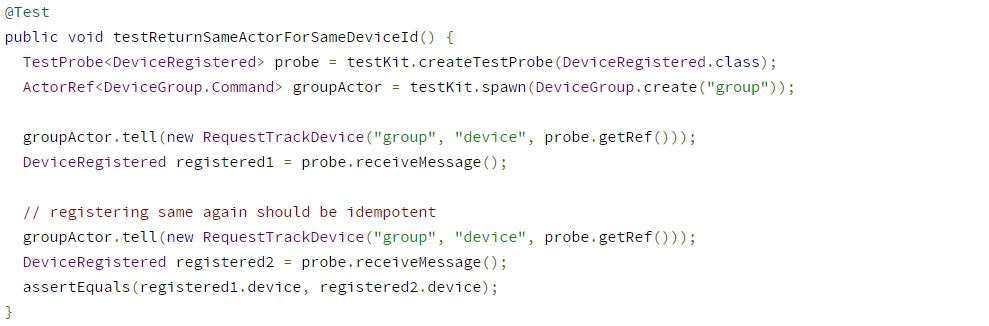 @Test
public void testReturnSameActorForSameDeviceId() {
  TestProbe<DeviceRegistered> probe = testKit.createTestProbe(DeviceRegistered.class);
  ActorRef<DeviceGroup.Command> groupActor = testKit.spawn(DeviceGroup.create("group"));

  groupActor.tell(new RequestTrackDevice("group", "device", probe.getRef()));
  DeviceRegistered registered1 = probe.receiveMessage();

  // registering same again should be idempotent
  groupActor.tell(new RequestTrackDevice("group", "device", probe.getRef()));
  DeviceRegistered registered2 = probe.receiveMessage();
  assertEquals(registered1.device, registered2.device);
}